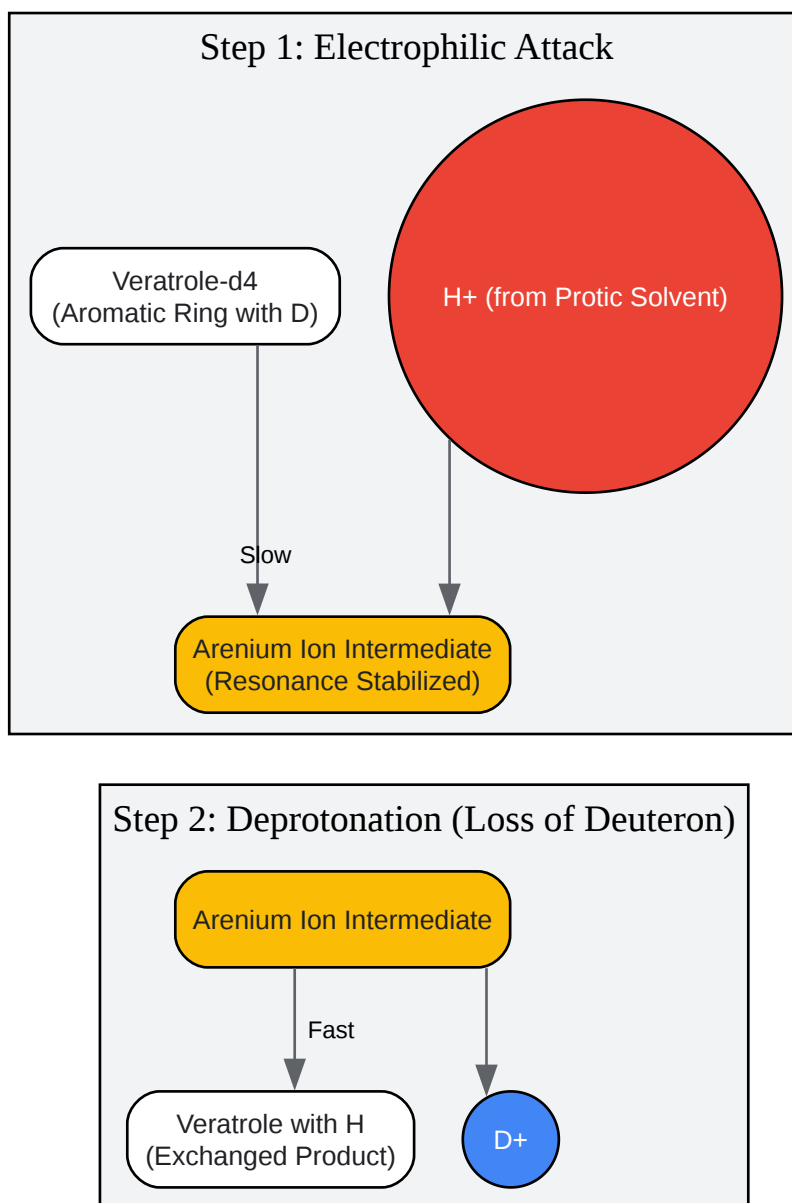 Step 1: Electrophilic Attack
Veratrole-d4
(Aromatic Ring with D)
H+ (from Protic Solvent)
Slow
Arenium Ion Intermediate
(Resonance Stabilized)
Step 2: Deprotonation (Loss of Deuteron)
Arenium Ion Intermediate
Fast
Veratrole with H
(Exchanged Product)
D+